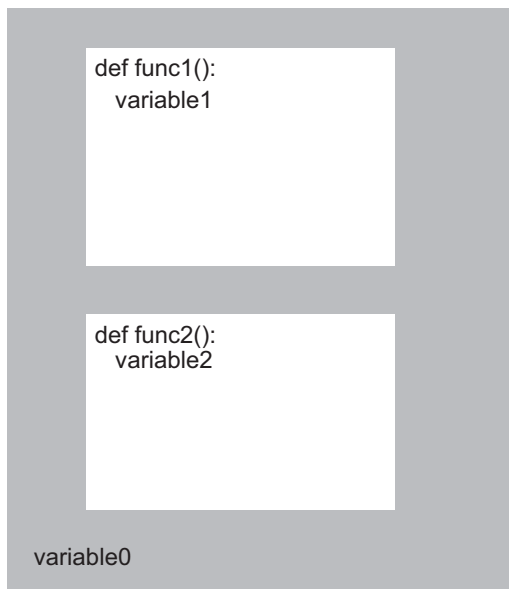 def func1():
variable1
def func2():
variable2
variable0